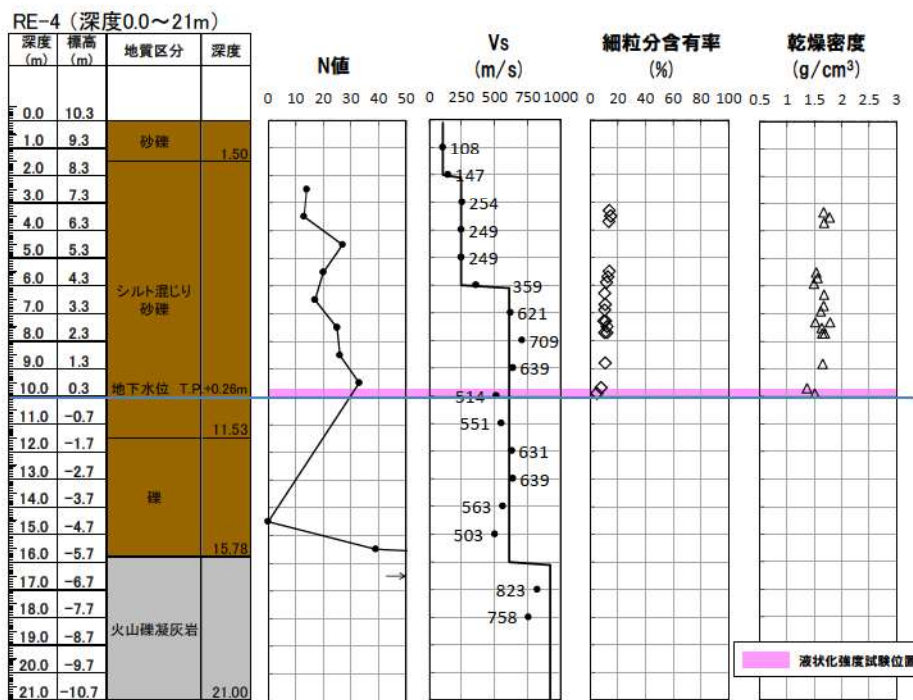 RE-4（深度0.0～21m）
深度 (m) 標高 (m) 地質区分 深度
N値
Vs (m/s)
細粒分含有率 (%)
乾燥密度 (g/cm³)
0 10 20 30 40 50
0 250 500 750 1000
0 20 40 60 80 100
0.5 1 1.5 2 2.5 3
0.0 10.3
1.0 9.3
2.0 8.3
3.0 7.3
4.0 6.3
5.0 5.3
6.0 4.3
7.0 3.3
8.0 2.3
9.0 1.3
10.0 0.3
11.0 -0.7
12.0 -1.7
13.0 -2.7
14.0 -3.7
15.0 -4.7
16.0 -5.7
17.0 -6.7
18.0 -7.7
19.0 -8.7
20.0 -9.7
21.0 -10.7
砂礫
1.50
シルト混じり
砂礫
地下水位 T.P.+0.26m
11.53
礫
15.78
火山礫凝灰岩
21.00
108
147
254
249
249
359
621
709
639
514
551
631
639
563
503
823
758
液状化強度試験位置